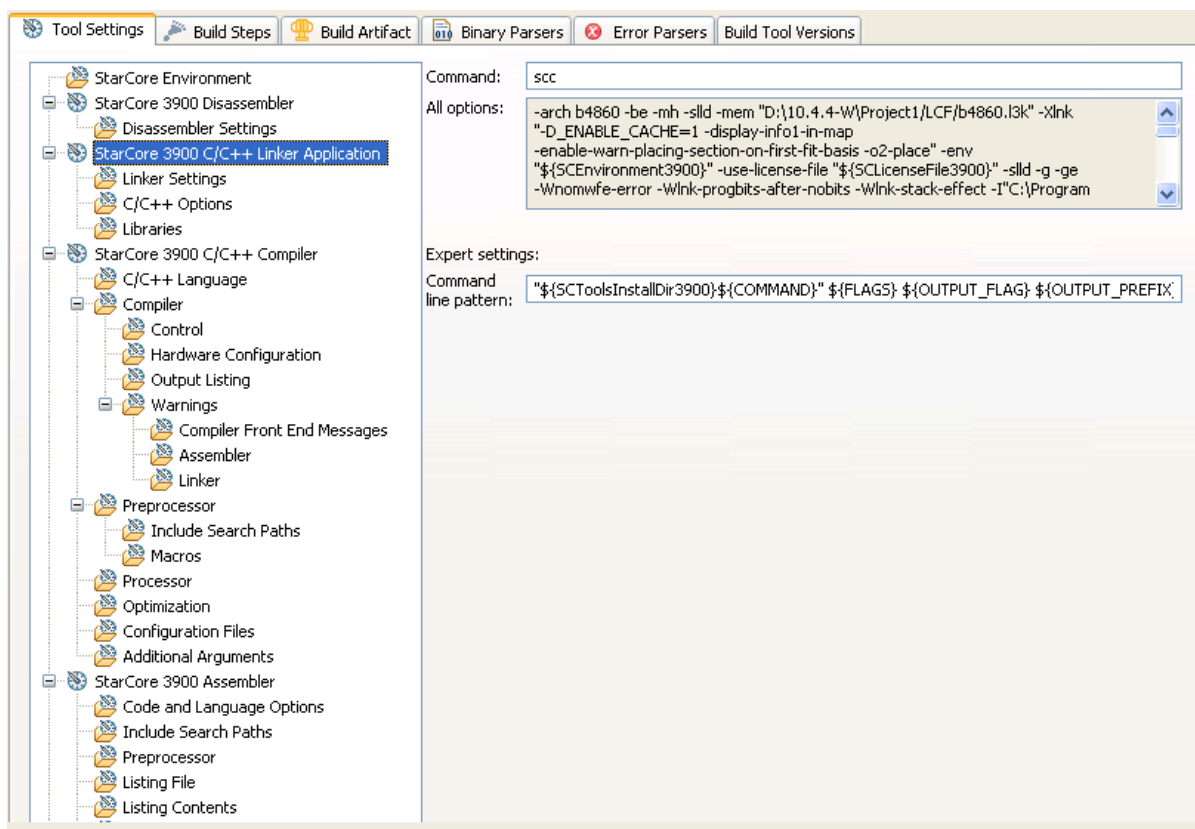 Tool Settings
Build Steps
Build Artifact
Binary Parsers
Error Parsers
Build Tool Versions
StarCore Environment
StarCore 3900 Disassembler
Disassembler Settings
StarCore 3900 C/C++ Linker Application
Linker Settings
C/C++ Options
Libraries
StarCore 3900 C/C++ Compiler
C/C++ Language
Compiler
Control
Hardware Configuration
Output Listing
Warnings
Compiler Front End Messages
Assembler
Linker
Preprocessor
Include Search Paths
Macros
Processor
Optimization
Configuration Files
Additional Arguments
StarCore 3900 Assembler
Code and Language Options
Include Search Paths
Preprocessor
Listing File
Listing Contents
Command:
scc
All options:
-arch b4860 -be -mh -slld -mem "D:\10.4.4-W\Project1/LCF/b4860.l3k" -Xlnk
"-D_ENABLE_CACHE=1 -display-info1-in-map
-enable-warn-placing-section-on-first-fit-basis -o2-place" -env
"${SCEnvironment3900}" -use-license-file "${SCLicenseFile3900}" -slld -g -ge
-Wnomwfe-error -Wlnk-progbits-after-nobits -Wlnk-stack-effect -I"C:\Program
Expert settings:
Command
line pattern:
"${SCToolsInstallDir3900}${COMMAND}" ${FLAGS} ${OUTPUT_FLAG} ${OUTPUT_PREFIX